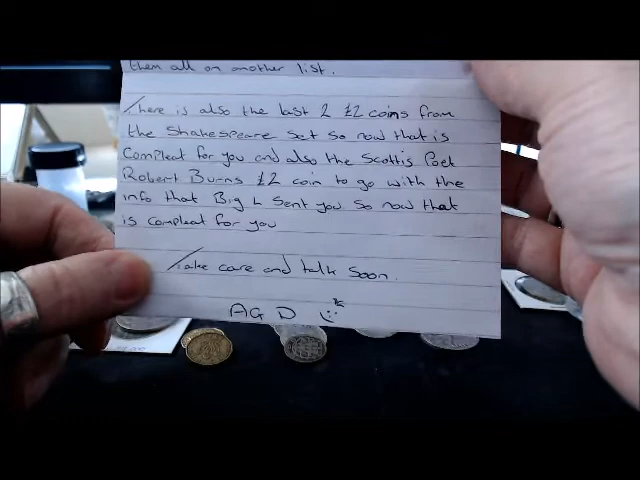 them all on another list.
There is also the last 2 £2 coins from
the Shakespeare set so now that is
Compleat for you and also the Scottis Poet
Robert Burns £2 coin to go with the
info that Big L sent you so now that
is compleat for you
Take care and talk soon.
AGD